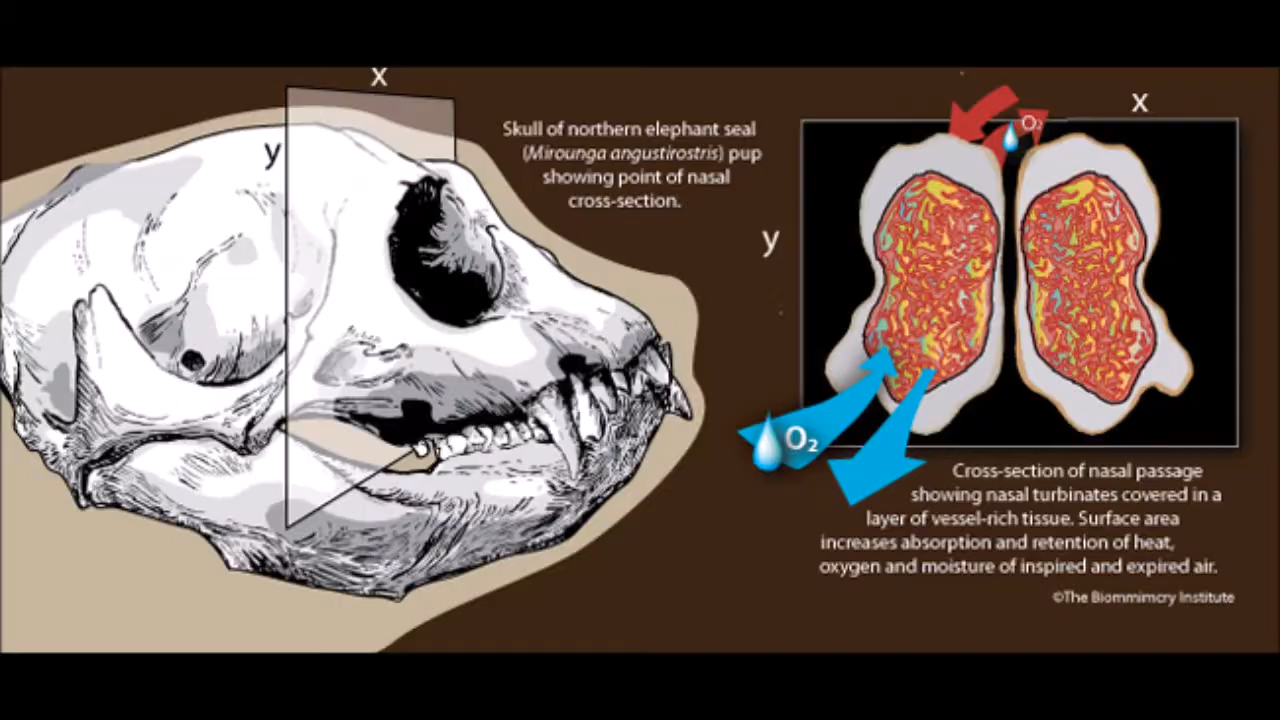 x
y
Skull of northern elephant seal
(Mirounga angustirostris) pup
showing point of nasal
cross-section.
x
O₂
y
O₂
Cross-section of nasal passage
showing nasal turbinates covered in a
layer of vessel-rich tissue. Surface area
increases absorption and retention of heat,
oxygen and moisture of inspired and expired air.
©The Biommimcry Institute